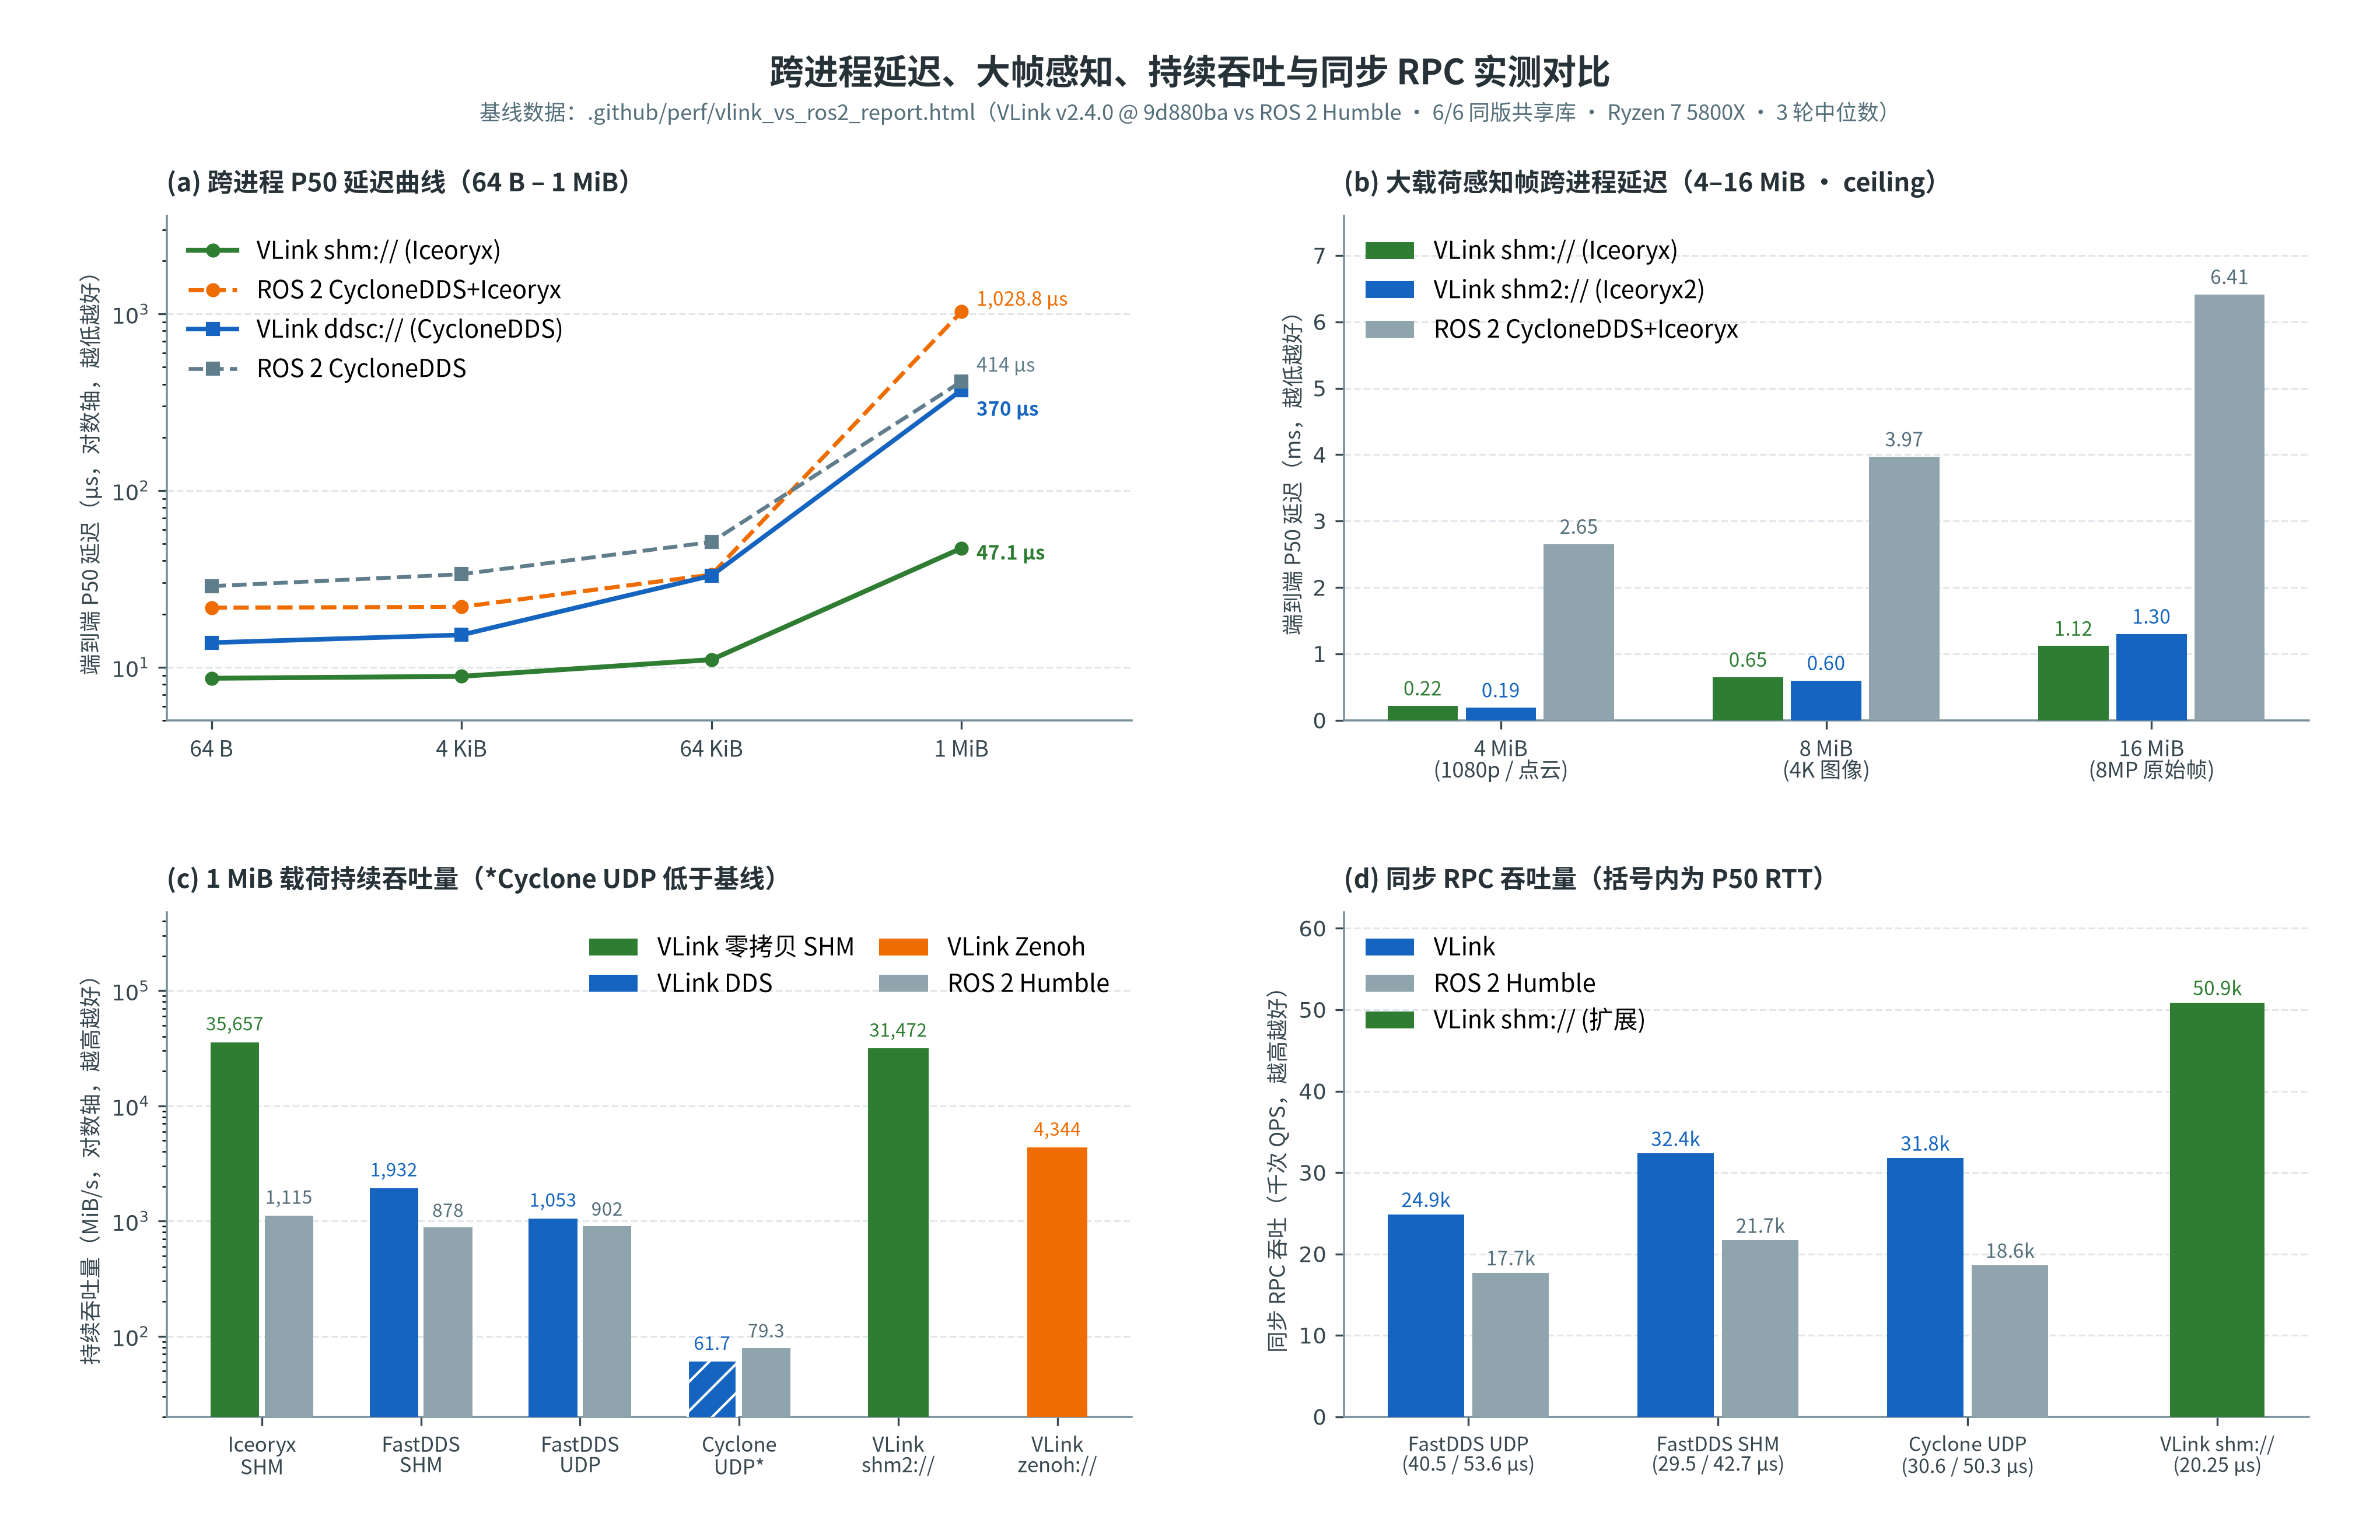 跨进程延迟、大帧感知、持续吞吐与同步 RPC 实测对比
基线数据：.github/perf/vlink_vs_ros2_report.html（VLink v2.4.0 @ 9d880ba vs ROS 2 Humble · 6/6 同版共享库 · Ryzen 7 5800X · 3 轮中位数）
(a) 跨进程 P50 延迟曲线（64 B – 1 MiB）
端到端 P50 延迟（μs，对数轴，越低越好）
10³
10²
10¹
VLink shm:// (Iceoryx)
ROS 2 CycloneDDS+Iceoryx
VLink ddsc:// (CycloneDDS)
ROS 2 CycloneDDS
1,028.8 μs
414 μs
370 μs
47.1 μs
64 B
4 KiB
64 KiB
1 MiB
(b) 大载荷感知帧跨进程延迟（4–16 MiB · ceiling）
端到端 P50 延迟（ms，越低越好）
7
6
5
4
3
2
1
0
VLink shm:// (Iceoryx)
VLink shm2:// (Iceoryx2)
ROS 2 CycloneDDS+Iceoryx
0.22
0.19
2.65
0.65
0.60
3.97
1.12
1.30
6.41
4 MiB
(1080p / 点云)
8 MiB
(4K 图像)
16 MiB
(8MP 原始帧)
(c) 1 MiB 载荷持续吞吐量（*Cyclone UDP 低于基线）
持续吞吐量（MiB/s，对数轴，越高越好）
10⁵
10⁴
10³
10²
VLink 零拷贝 SHM
VLink DDS
VLink Zenoh
ROS 2 Humble
35,657
1,115
1,932
878
1,053
902
61.7
79.3
31,472
4,344
Iceoryx
SHM
FastDDS
SHM
FastDDS
UDP
Cyclone
UDP*
VLink
shm2://
VLink
zenoh://
(d) 同步 RPC 吞吐量（括号内为 P50 RTT）
同步 RPC 吞吐（千次 QPS，越高越好）
60
50
40
30
20
10
0
VLink
ROS 2 Humble
VLink shm:// (扩展)
24.9k
17.7k
32.4k
21.7k
31.8k
18.6k
50.9k
FastDDS UDP
(40.5 / 53.6 μs)
FastDDS SHM
(29.5 / 42.7 μs)
Cyclone UDP
(30.6 / 50.3 μs)
VLink shm://
(20.25 μs)